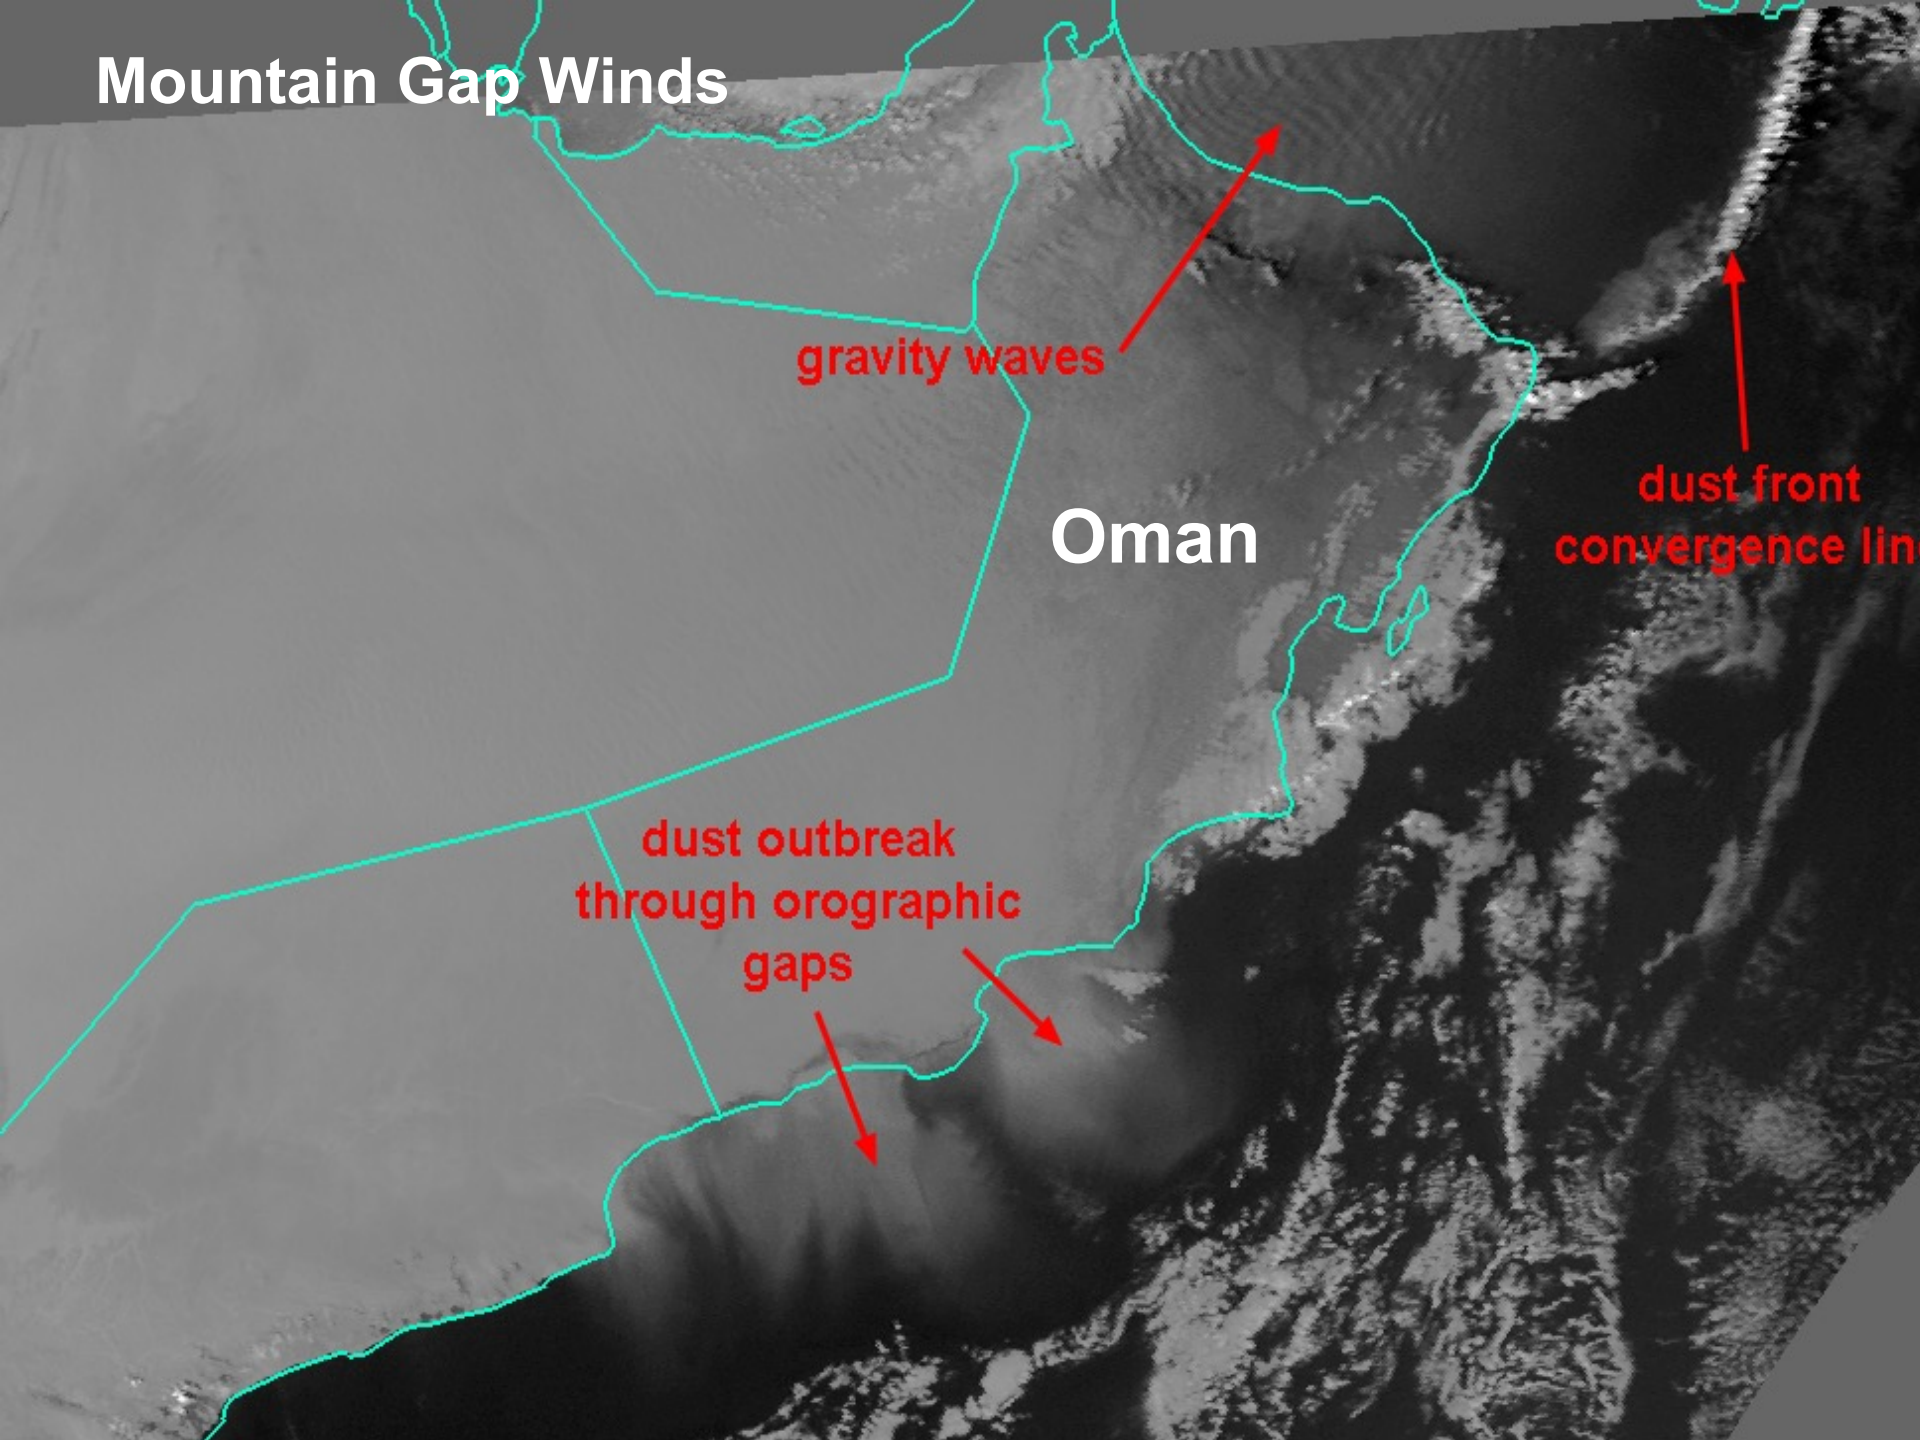 Mountain Gap Winds
gravity waves
dust front
convergence lin
Oman
dust outbreak
through orographic
gaps